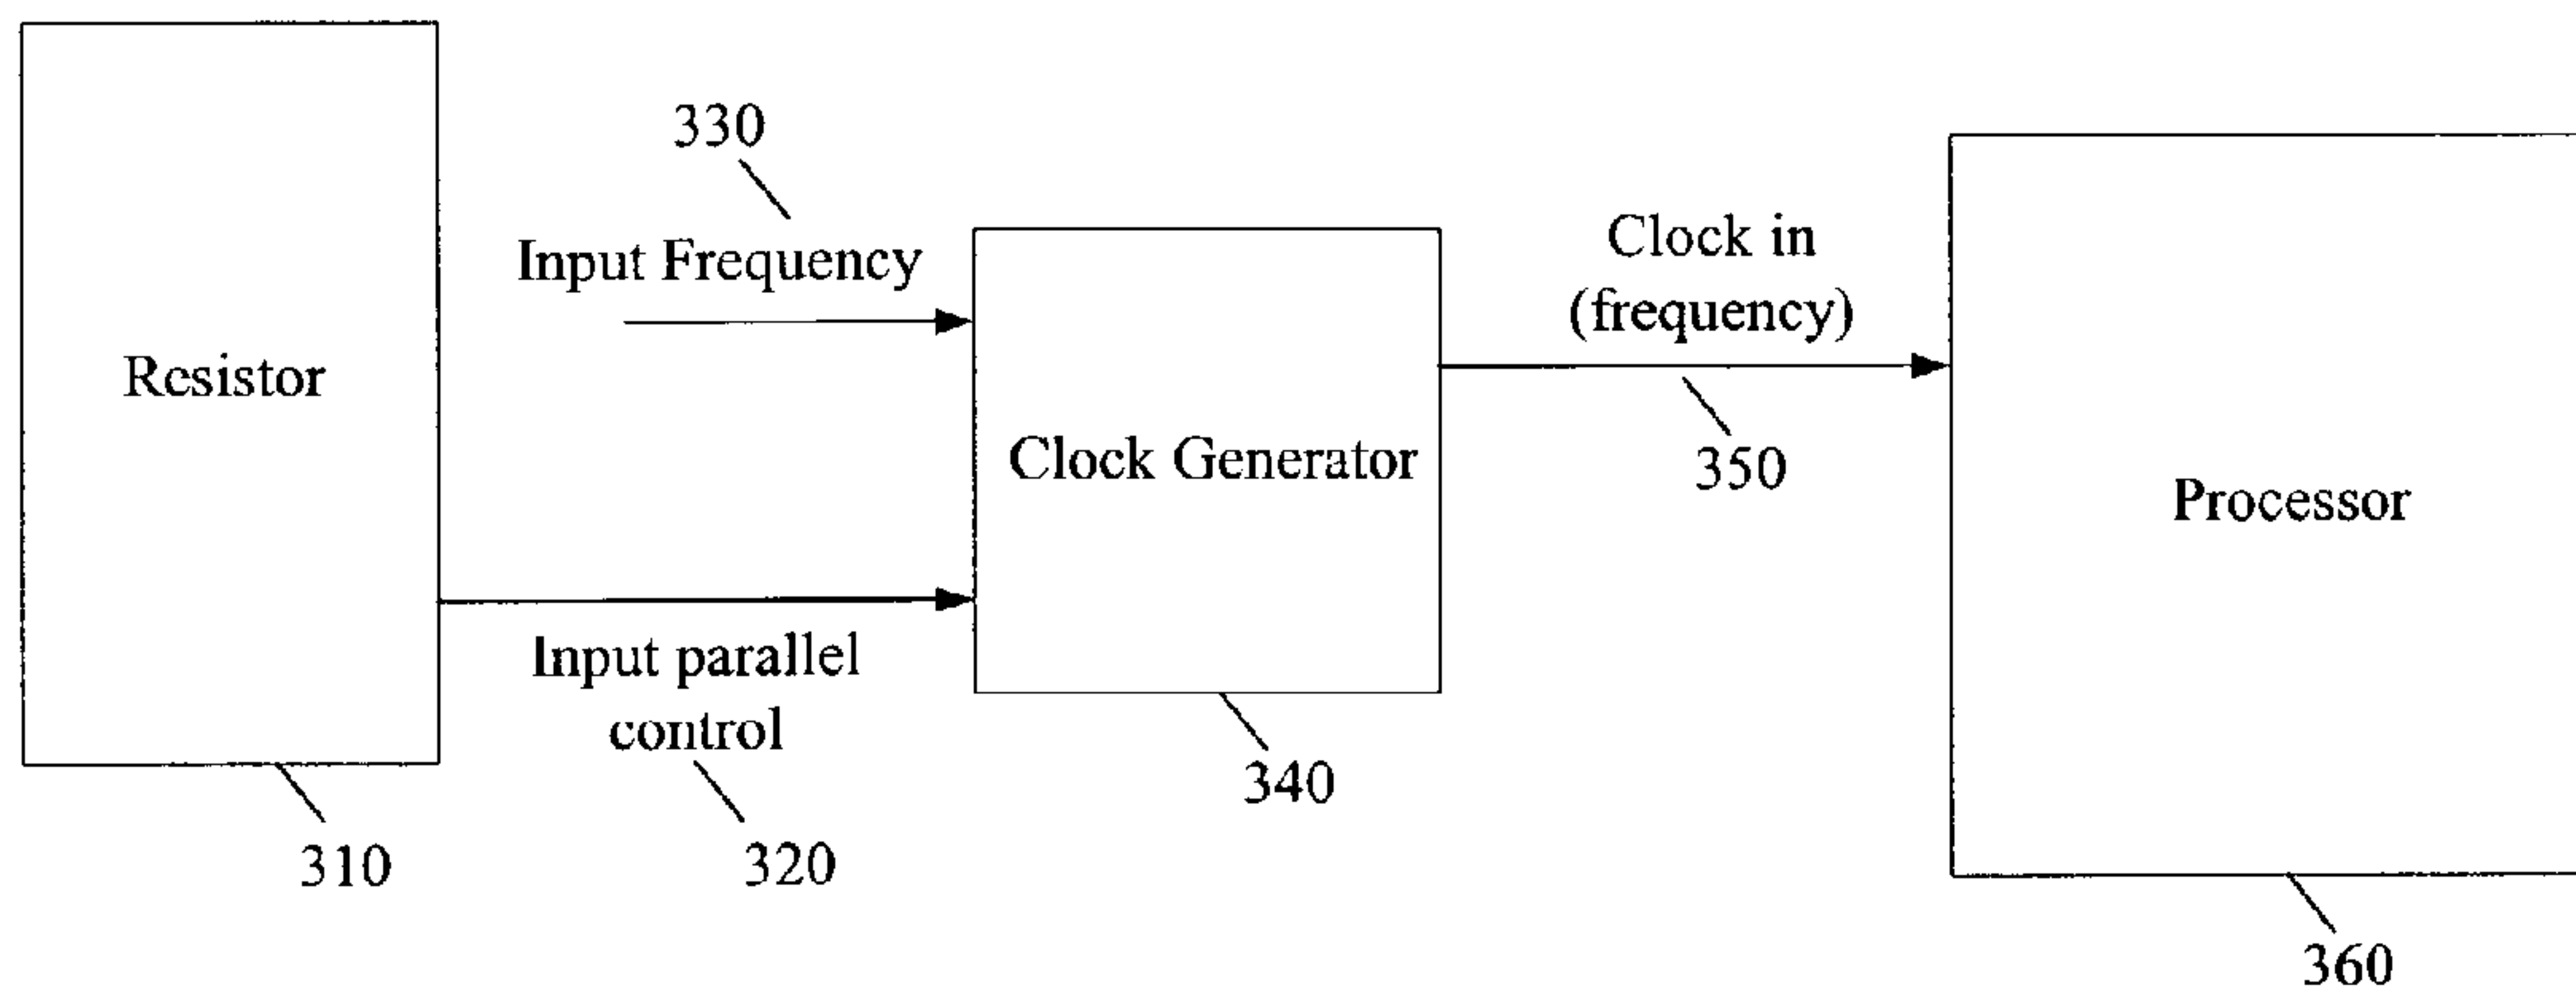 330
Input Frequency
Clock in
(frequency)
Resistor
Clock Generator
350
Processor
Input parallel
control
340
310
320
360